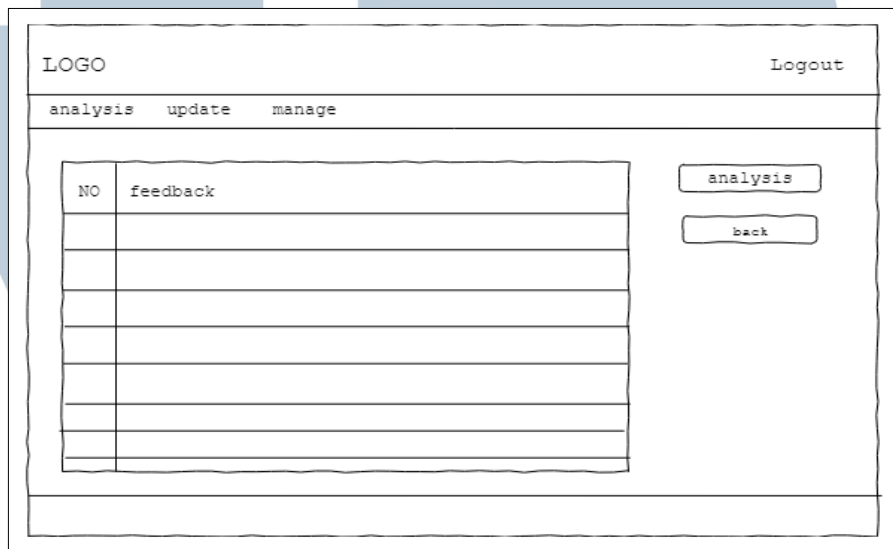 LOGO Logout
analysis update manage
NO feedback
analysis
back